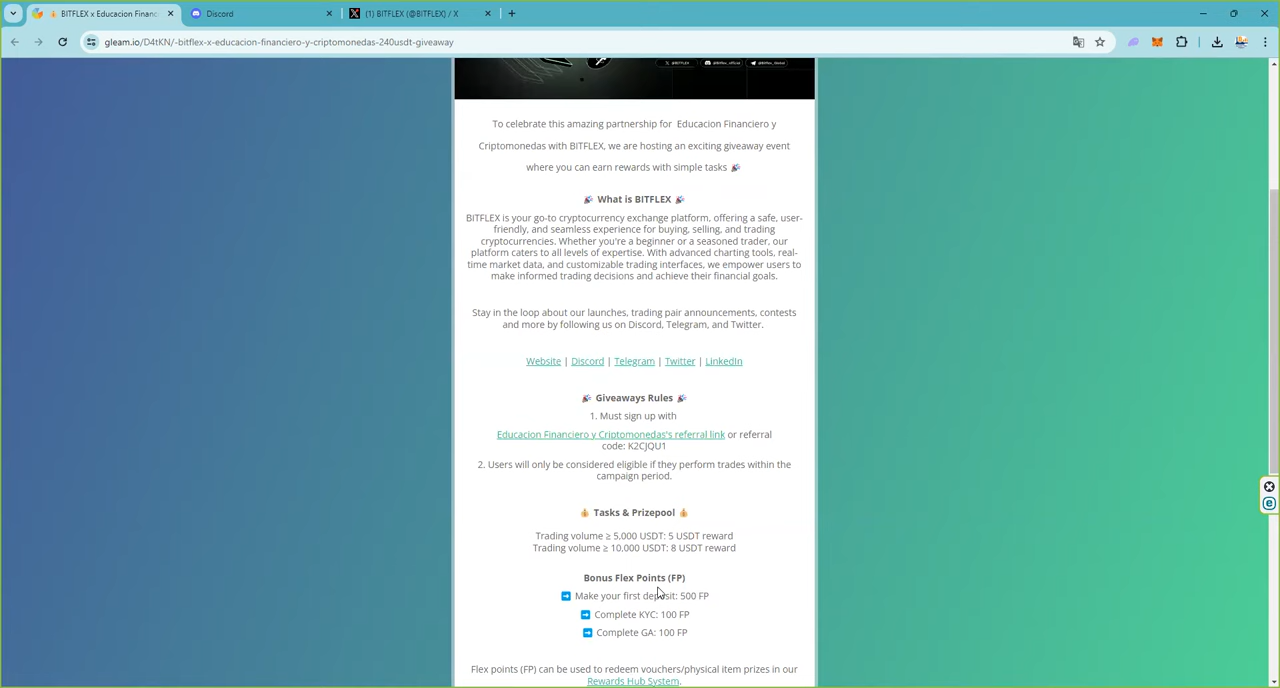 BITFLEX x Educacion Financ
Discord
(1) BITFLEX (@BITFLEX) / X
gleam.io/D4tKN/-bitflex-x-educacion-financiero-y-criptomonedas-240usdt-giveaway
@BITFLEX
@Bitflex_official
@Bitflex_Global
To celebrate this amazing partnership for Educacion Financiero y
Criptomonedas with BITFLEX, we are hosting an exciting giveaway event
where you can earn rewards with simple tasks 🎉
🎉 What is BITFLEX 🎉
BITFLEX is your go-to cryptocurrency exchange platform, offering a safe, user-
friendly, and seamless experience for buying, selling, and trading
cryptocurrencies. Whether you're a beginner or a seasoned trader, our
platform caters to all levels of expertise. With advanced charting tools, real-
time market data, and customizable trading interfaces, we empower users to
make informed trading decisions and achieve their financial goals.
Stay in the loop about our launches, trading pair announcements, contests
and more by following us on Discord, Telegram, and Twitter.
Website | Discord | Telegram | Twitter | LinkedIn
🎉 Giveaways Rules 🎉
1. Must sign up with
Educacion Financiero y Criptomonedas's referral link or referral
code: K2CJQU1
2. Users will only be considered eligible if they perform trades within the
campaign period.
💰 Tasks & Prizepool 💰
Trading volume ≥ 5,000 USDT: 5 USDT reward
Trading volume ≥ 10,000 USDT: 8 USDT reward
Bonus Flex Points (FP)
➡️ Make your first deposit: 500 FP
➡️ Complete KYC: 100 FP
➡️ Complete GA: 100 FP
Flex points (FP) can be used to redeem vouchers/physical item prizes in our
Rewards Hub System.